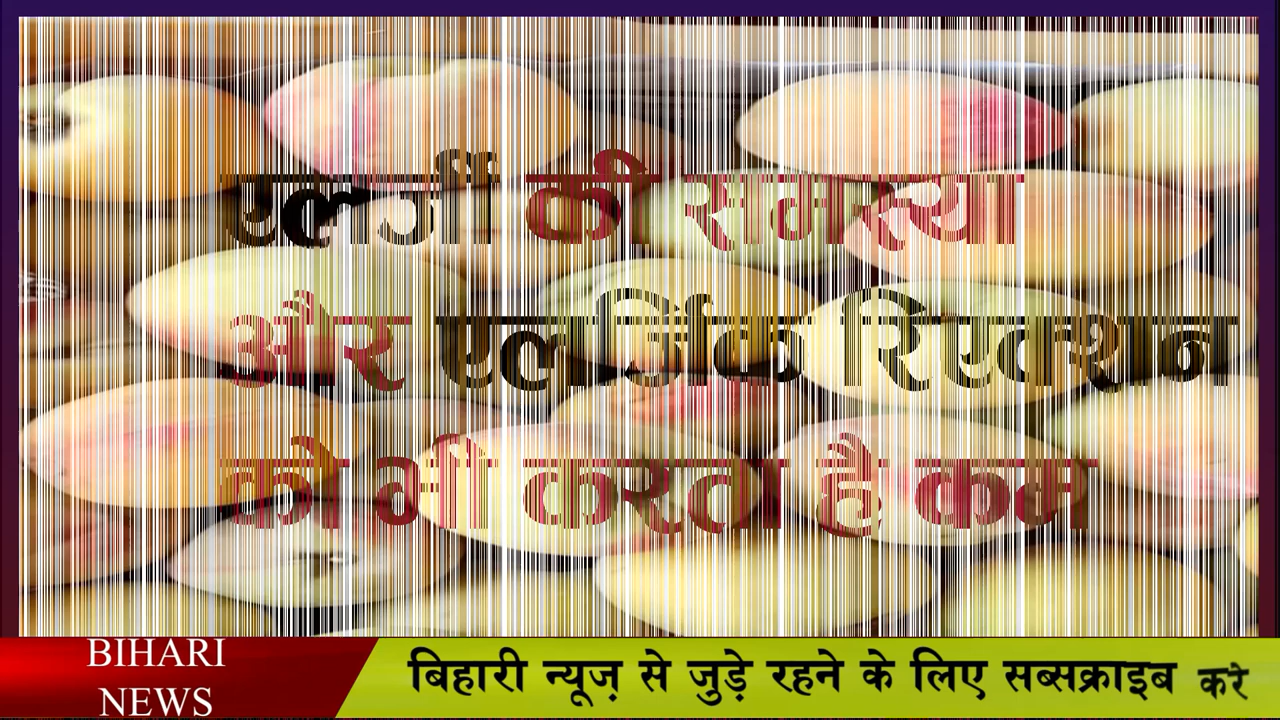 एलर्जी की समस्या
और एलर्जिक रिएक्शन
को भी करता है कम
BIHARI
NEWS
बिहारी न्यूज़ से जुड़े रहने के लिए सब्सक्राइब करे